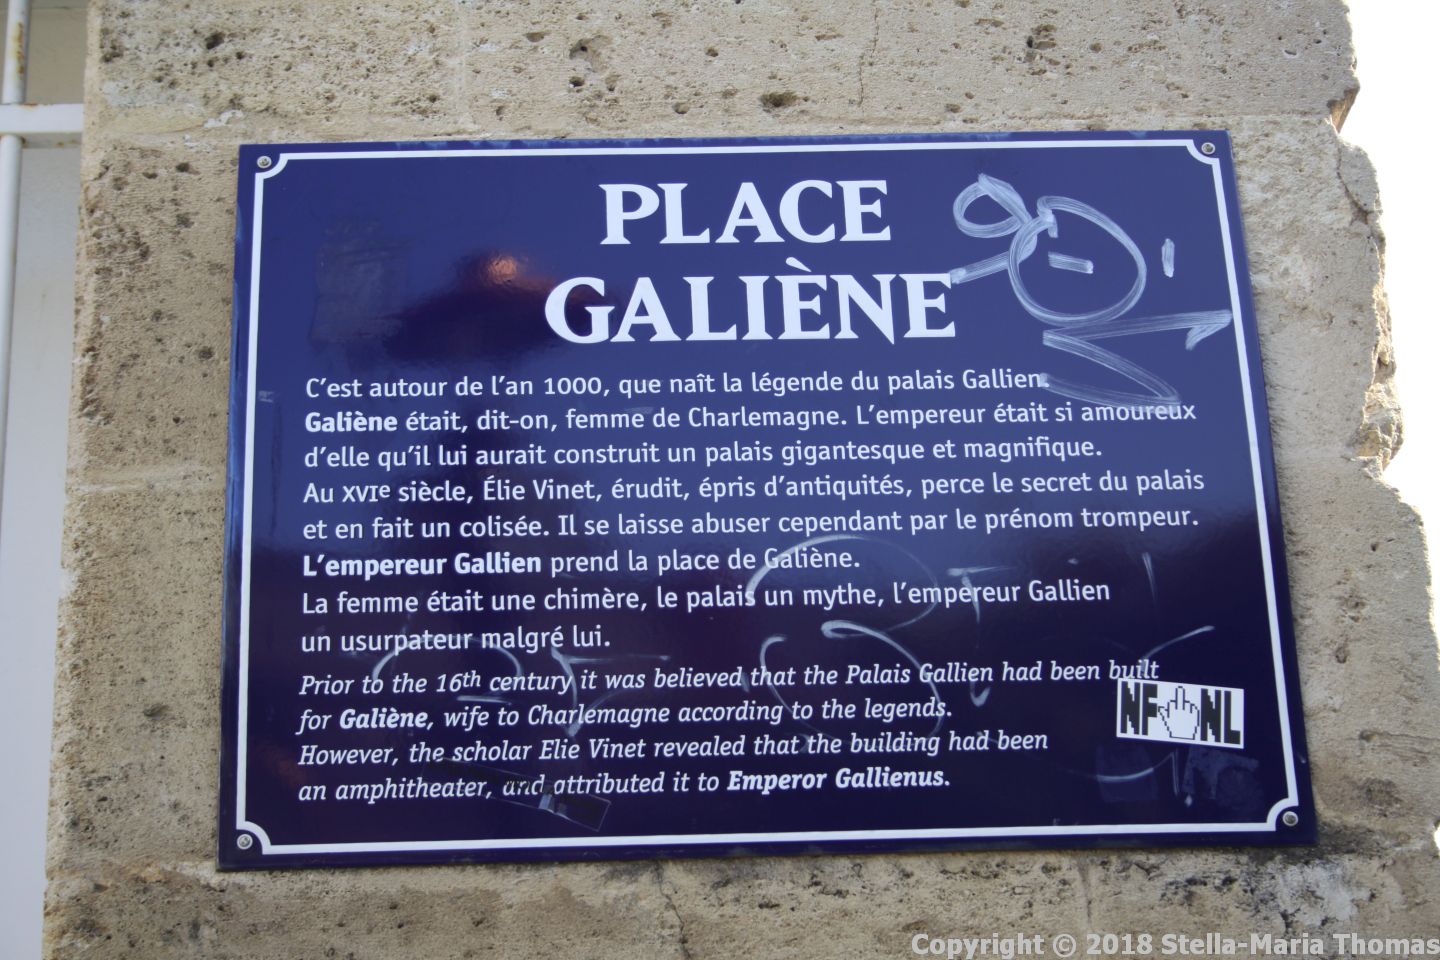 PLACE
GALIÈNE
C'est autour de l'an 1000, que naît la légende du palais Gallien.
Galiène était, dit-on, femme de Charlemagne. L'empereur était si amoureux
d'elle qu'il lui aurait construit un palais gigantesque et magnifique.
Au XVIe siècle, Élie Vinet, érudit, épris d'antiquités, perce le secret du palais
et en fait un colisée. Il se laisse abuser cependant par le prénom trompeur.
L'empereur Gallien prend la place de Galiène.
La femme était une chimère, le palais un mythe, l'empereur Gallien
un usurpateur malgré lui.
Prior to the 16th century it was believed that the Palais Gallien had been built
for Galiène, wife to Charlemagne according to the legends.
However, the scholar Elie Vinet revealed that the building had been
an amphitheater, and attributed it to Emperor Gallienus.
NF NL
Copyright © 2018 Stella-Maria Thomas